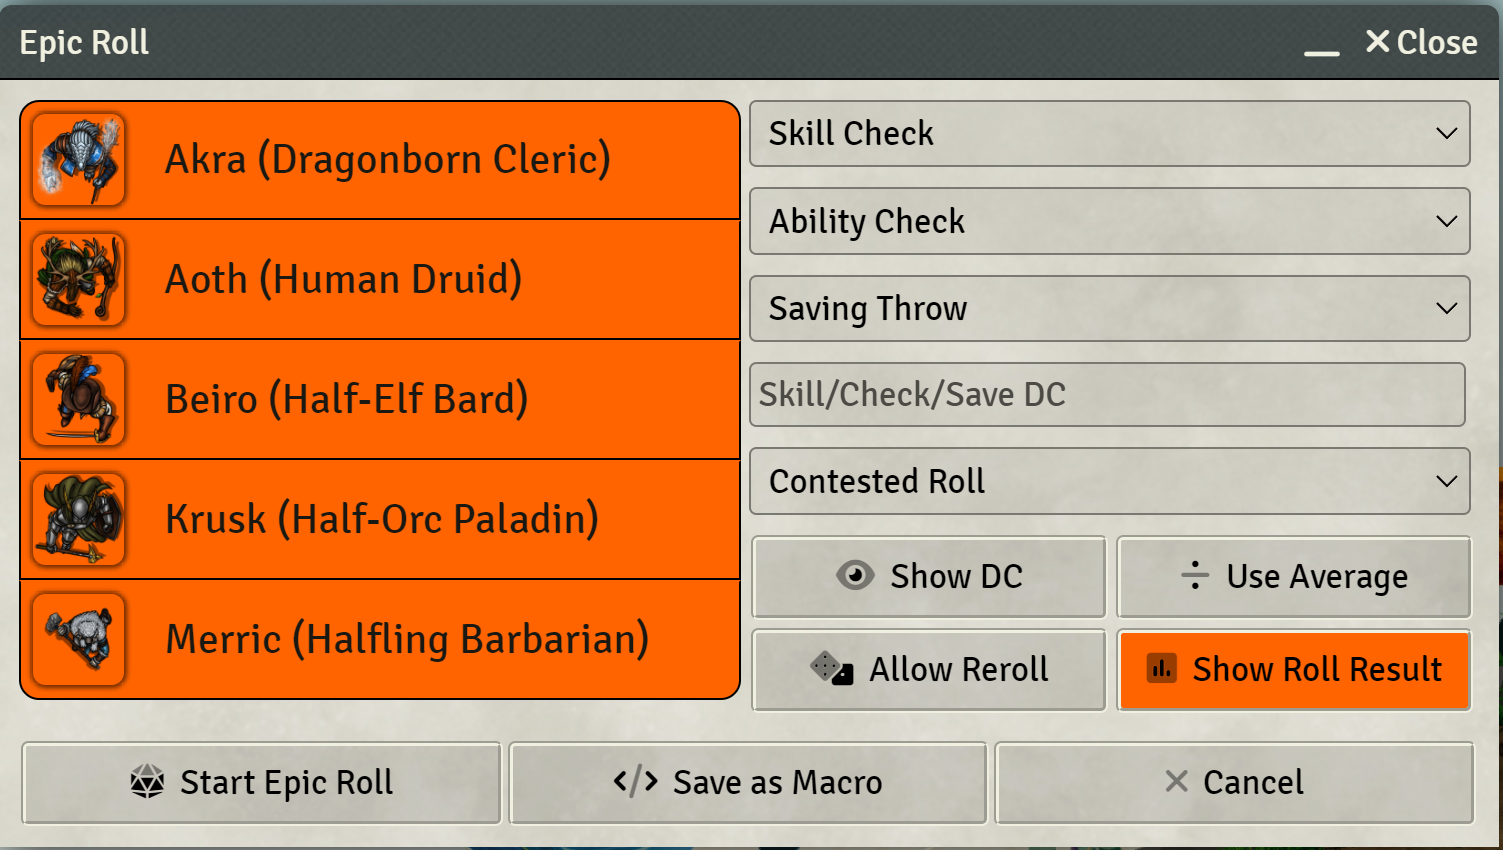 Epic Roll
Close
Akra (Dragonborn Cleric)
Aoth (Human Druid)
Beiro (Half-Elf Bard)
Krusk (Half-Orc Paladin)
Merric (Halfling Barbarian)
Skill Check
Ability Check
Saving Throw
Skill/Check/Save DC
Contested Roll
Show DC
Use Average
Allow Reroll
Show Roll Result
Start Epic Roll
Save as Macro
Cancel